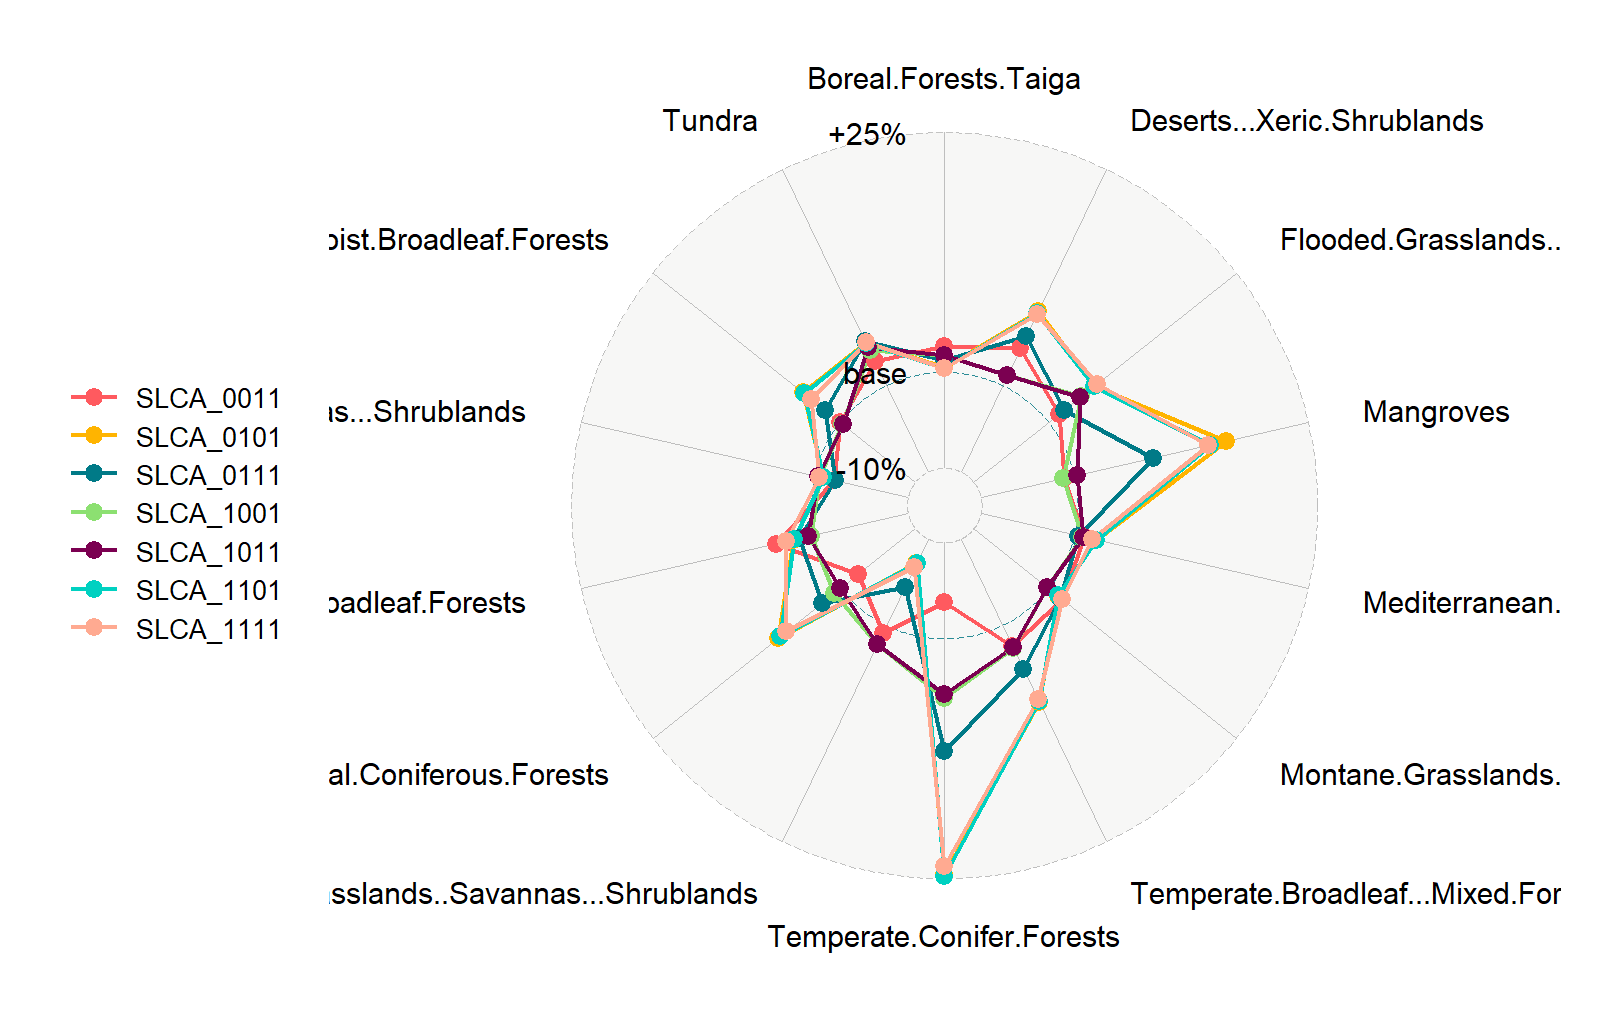 Boreal.Forests.Taiga
Tundra
Deserts...Xeric.Shrublands
+25%
oist.Broadleaf.Forests
Flooded.Grasslands..
base
SLCA_0011
as...Shrublands
Mangroves
SLCA_0101
-10%
SLCA_0111
SLCA_1001
SLCA_1011
SLCA_1101
oadleaf.Forests
Mediterranean.
SLCA_1111
al.Coniferous.Forests
Montane.Grasslands.
asslands..Savannas...Shrublands
Temperate.Broadleaf...Mixed.For
Temperate.Conifer.Forests